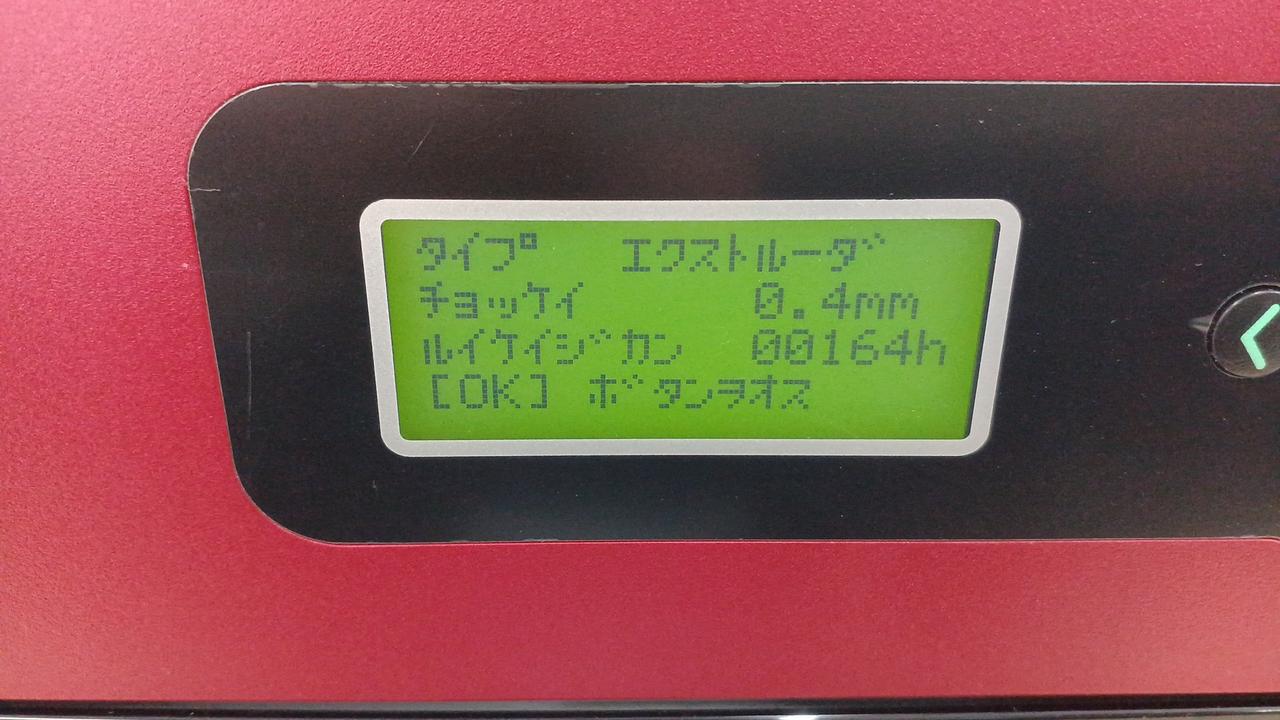 タイプ エクストルーダ
チョッケイ 0.4mm
ルイケイジカン 00164h
[OK] ボタンヲオス